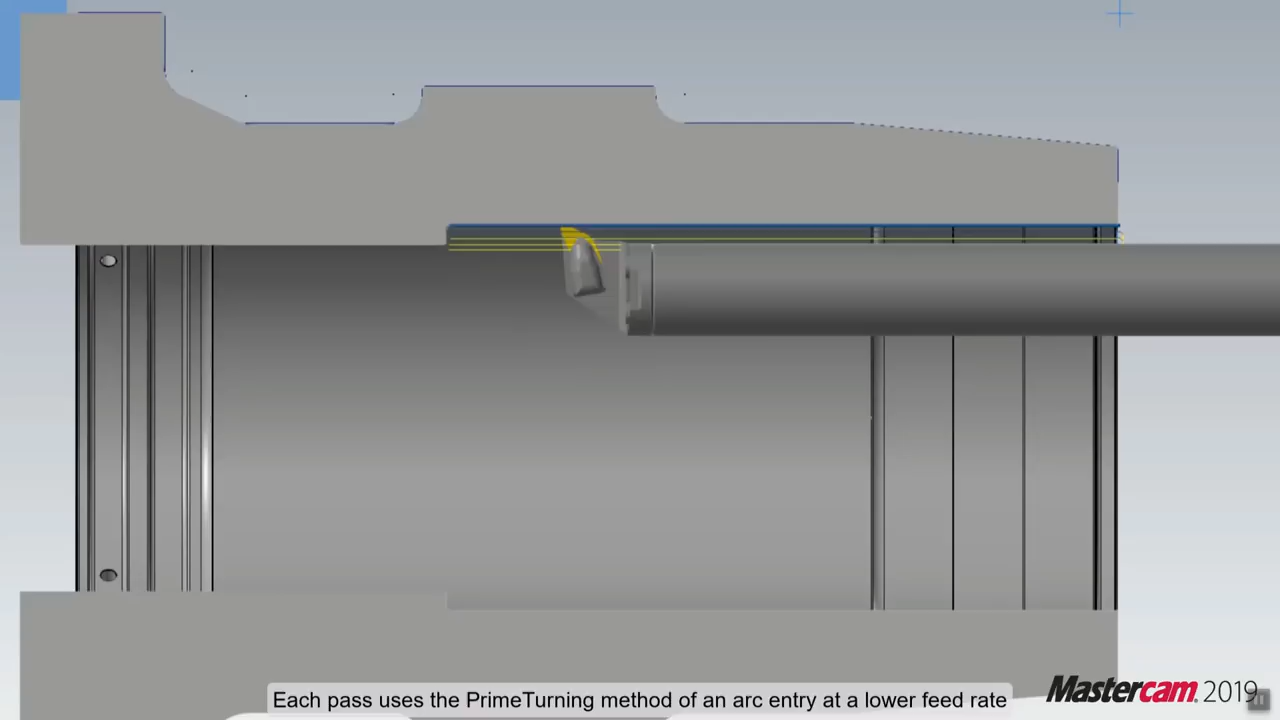 Each pass uses the PrimeTurning method of an arc entry at a lower feed rate
Mastercam. 2019